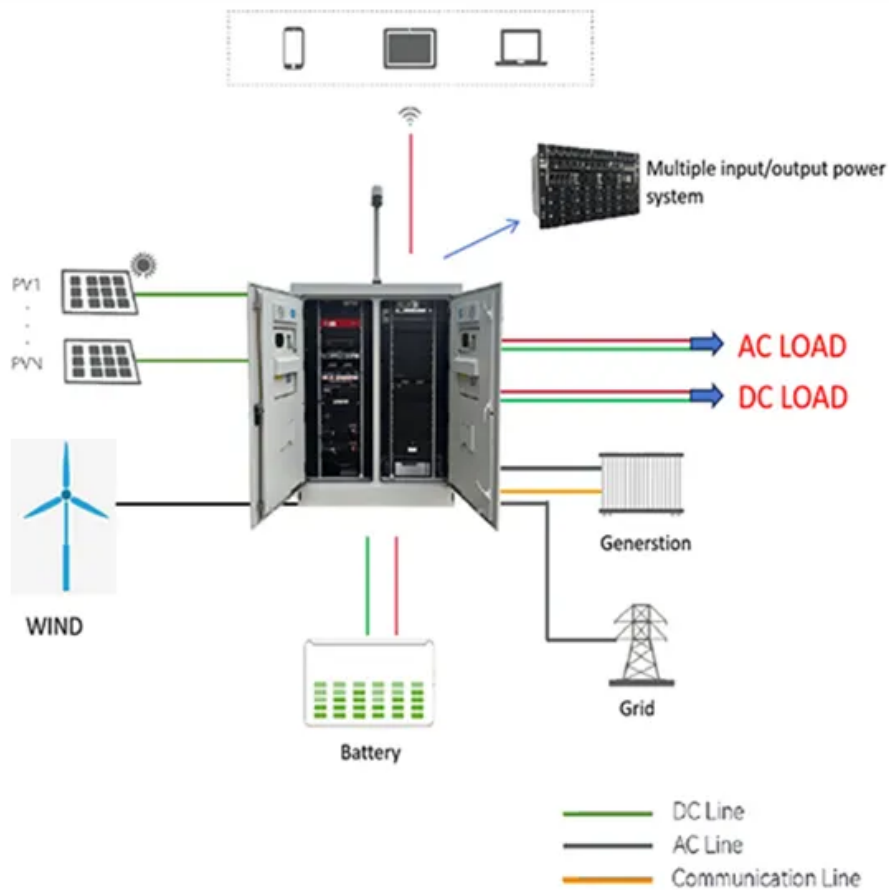 Multiple input/output power
system
PV1
PVN
AC LOAD
DC LOAD
WIND
Generstion
Grid
Battery
DC Line
AC Line
Communication Line